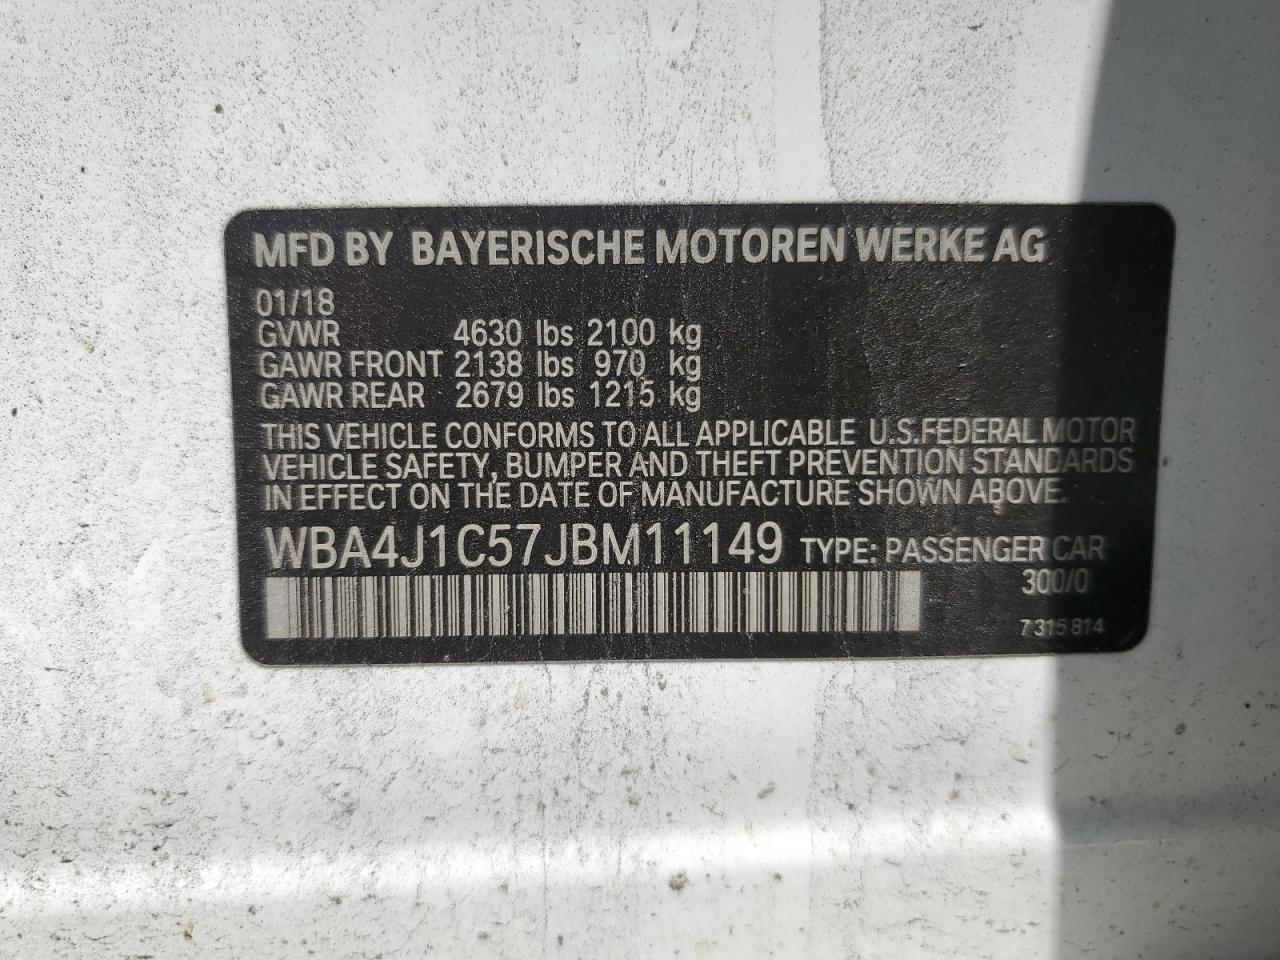 MFD BY BAYERISCHE MOTOREN WERKE AG
01/18
GVWR 4630 lbs 2100 kg
GAWR FRONT 2138 lbs 970 kg
GAWR REAR 2679 lbs 1215 kg
THIS VEHICLE CONFORMS TO ALL APPLICABLE U.S.FEDERAL MOTOR
VEHICLE SAFETY, BUMPER AND THEFT PREVENTION STANDARDS
IN EFFECT ON THE DATE OF MANUFACTURE SHOWN ABOVE.
WBA4J1C57JBM11149 TYPE: PASSENGER CAR
300/0
7 315 814